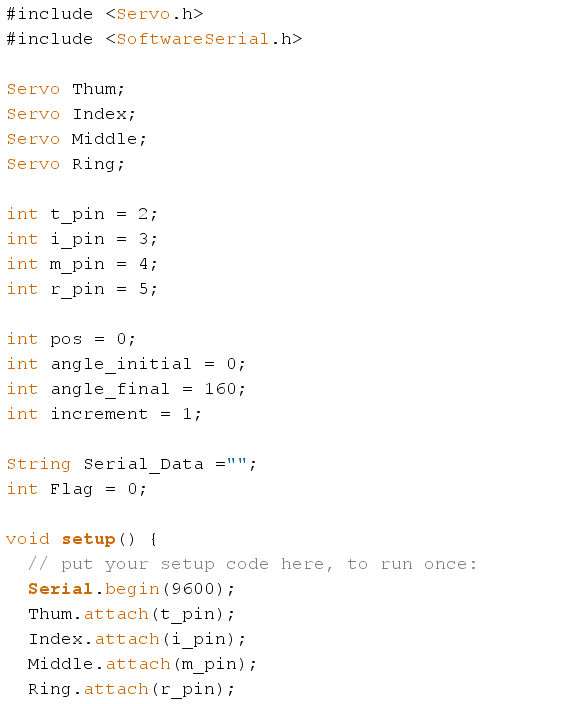 #include <Servo.h>
#include <SoftwareSerial.h>

Servo Thum;
Servo Index;
Servo Middle;
Servo Ring;

int t_pin = 2;
int i_pin = 3;
int m_pin = 4;
int r_pin = 5;

int pos = 0;
int angle_initial = 0;
int angle_final = 160;
int increment = 1;

String Serial_Data ="";
int Flag = 0;

void setup() {
  // put your setup code here, to run once:
  Serial.begin(9600);
  Thum.attach(t_pin);
  Index.attach(i_pin);
  Middle.attach(m_pin);
  Ring.attach(r_pin);